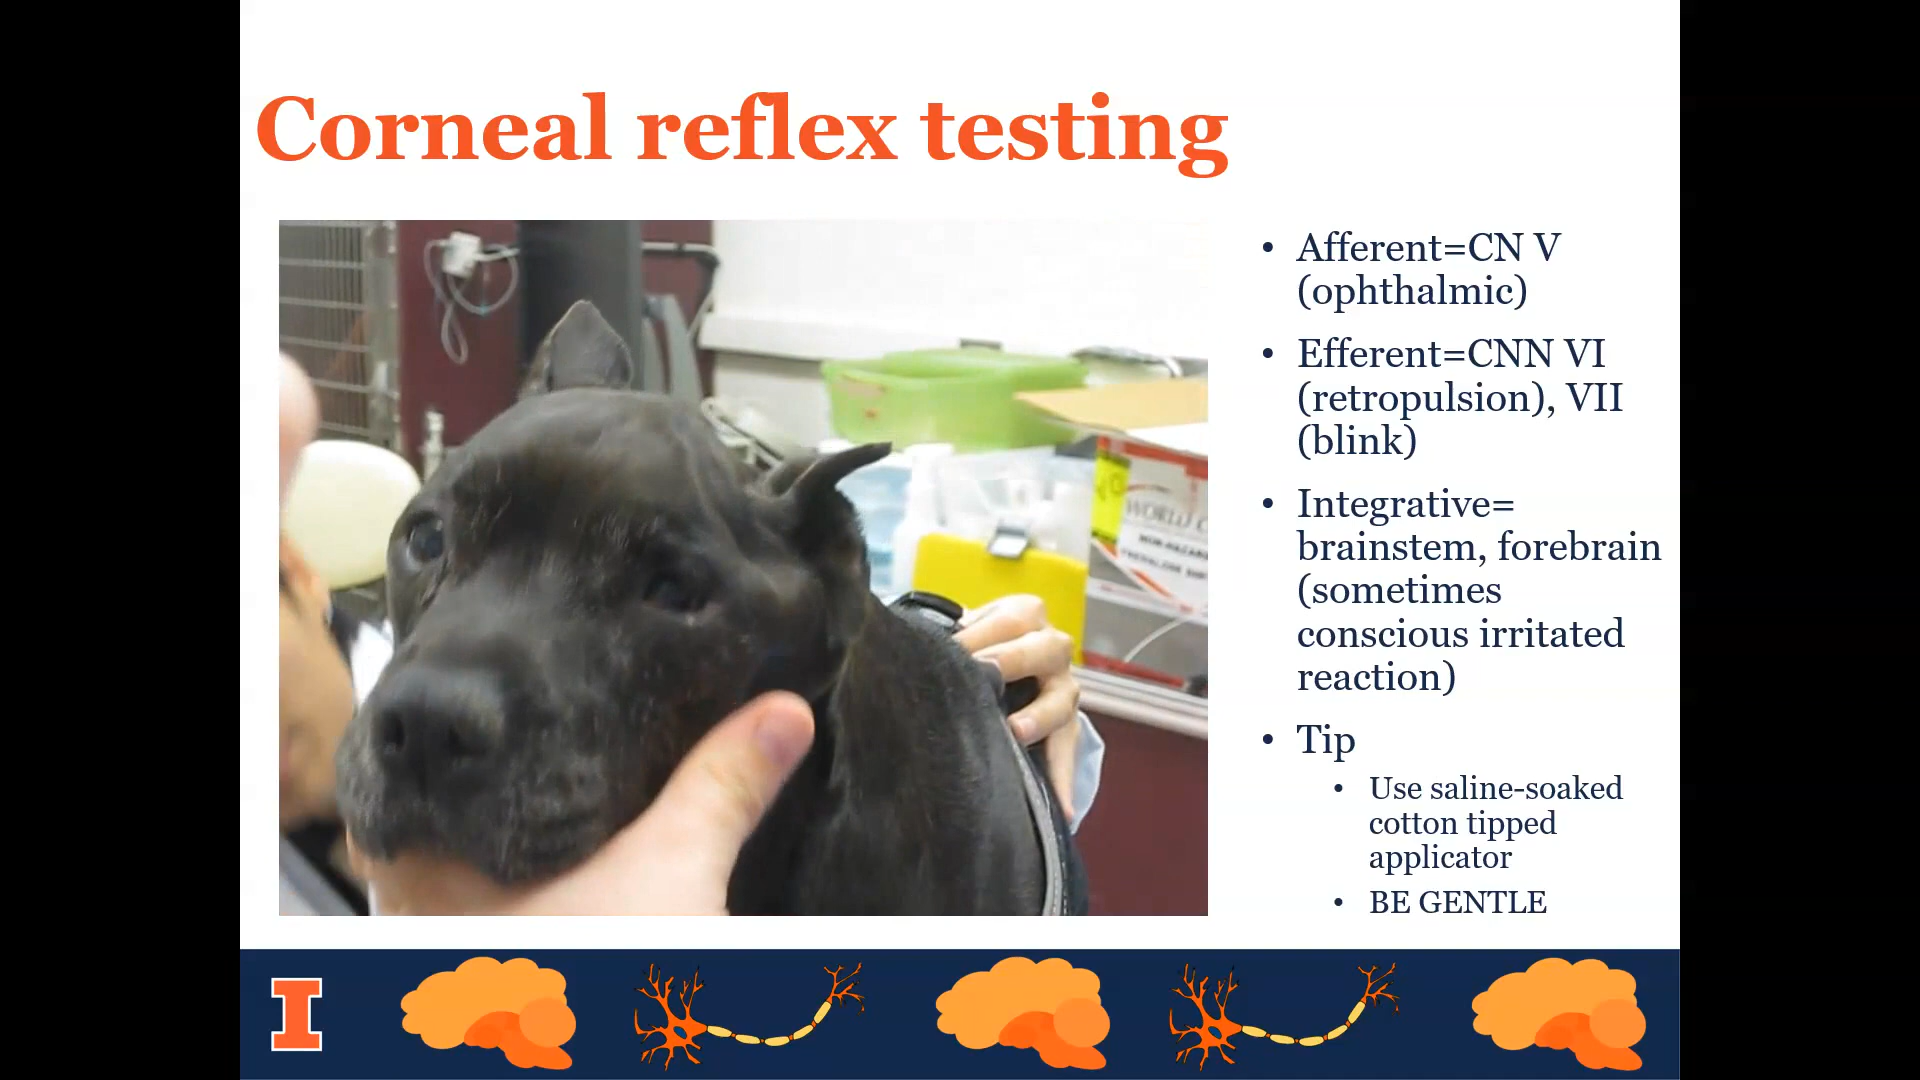 Corneal reflex testing
• Afferent=CN V
(ophthalmic)
• Efferent=CNN VI
(retropulsion), VII
(blink)
• Integrative=
brainstem, forebrain
(sometimes
conscious irritated
reaction)
• Tip
• Use saline-soaked
cotton tipped
applicator
• BE GENTLE
WORLD
I